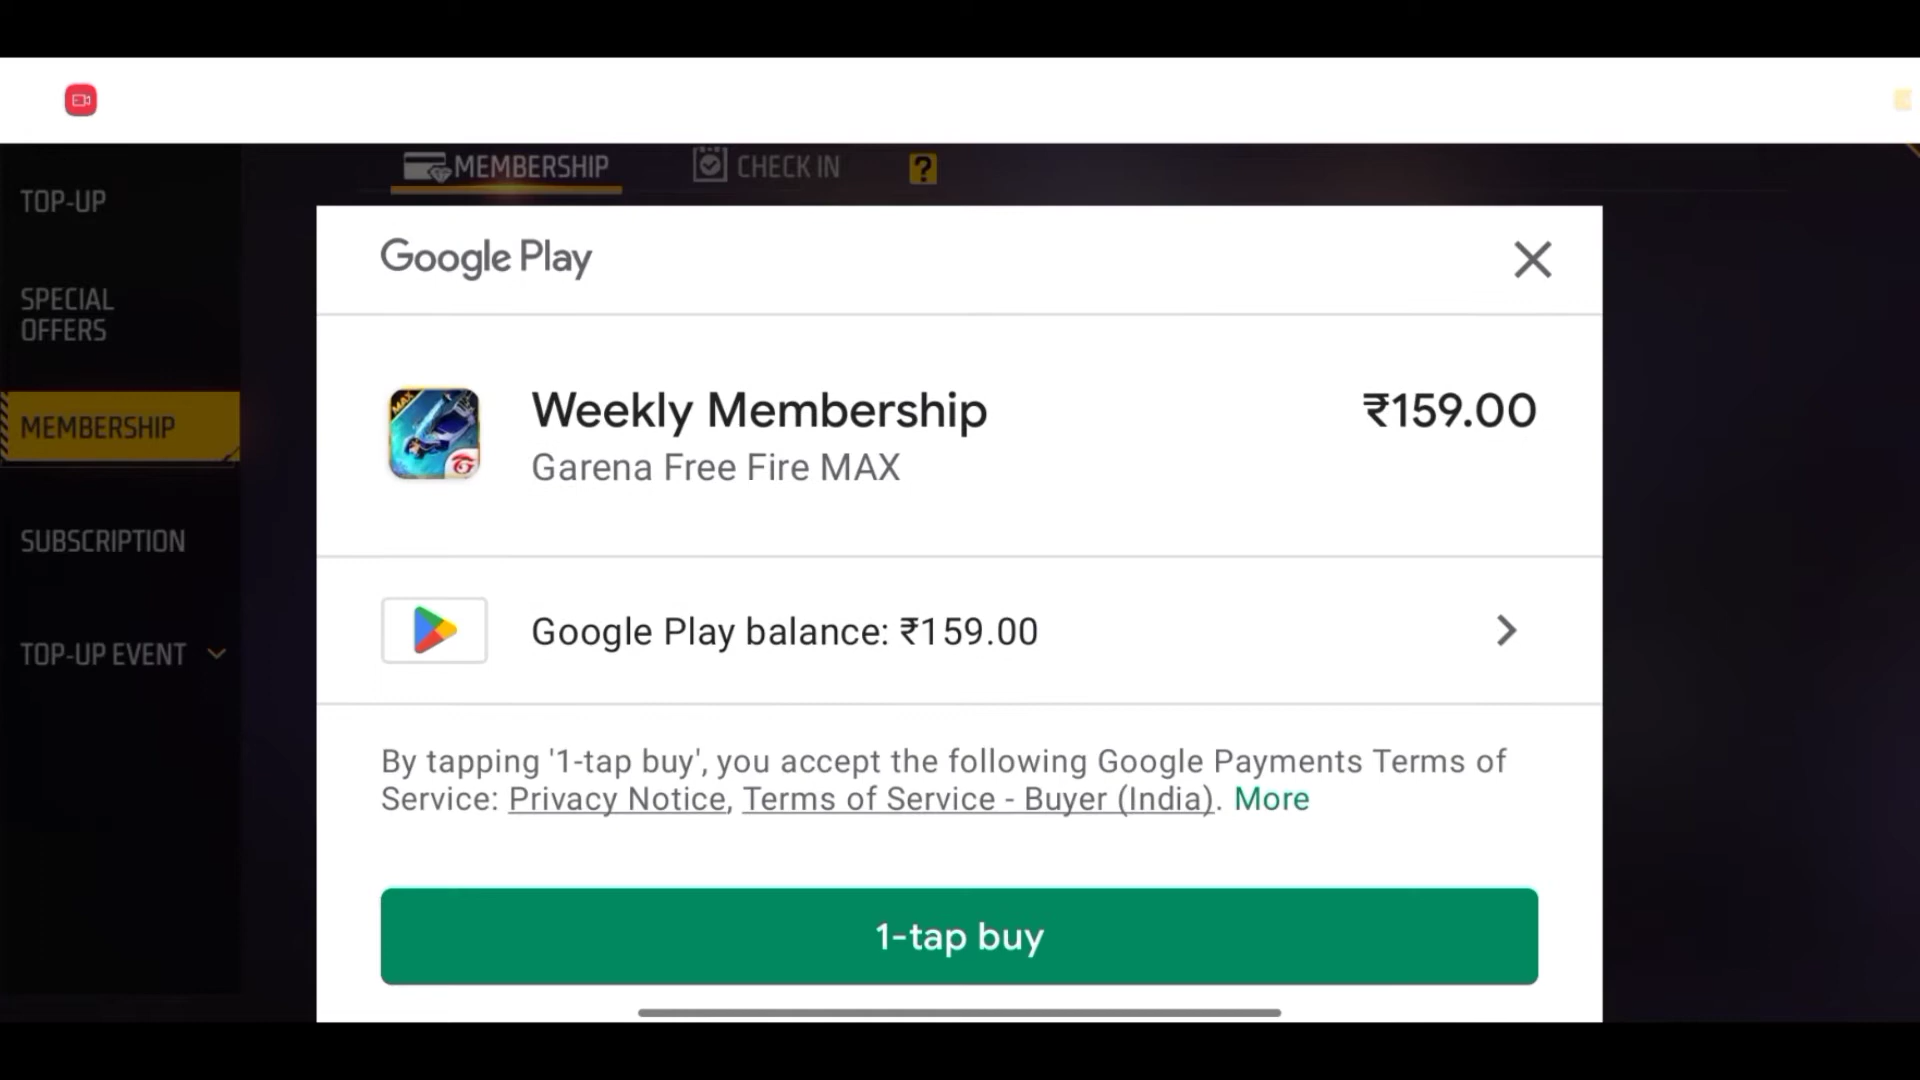 MEMBERSHIP
CHECK IN
?
TOP-UP
SPECIAL
OFFERS
MEMBERSHIP
SUBSCRIPTION
TOP-UP EVENT
Google Play
MAX
Weekly Membership
₹159.00
Garena Free Fire MAX
Google Play balance: ₹159.00
By tapping '1-tap buy', you accept the following Google Payments Terms of
Service: Privacy Notice, Terms of Service - Buyer (India). More
1-tap buy